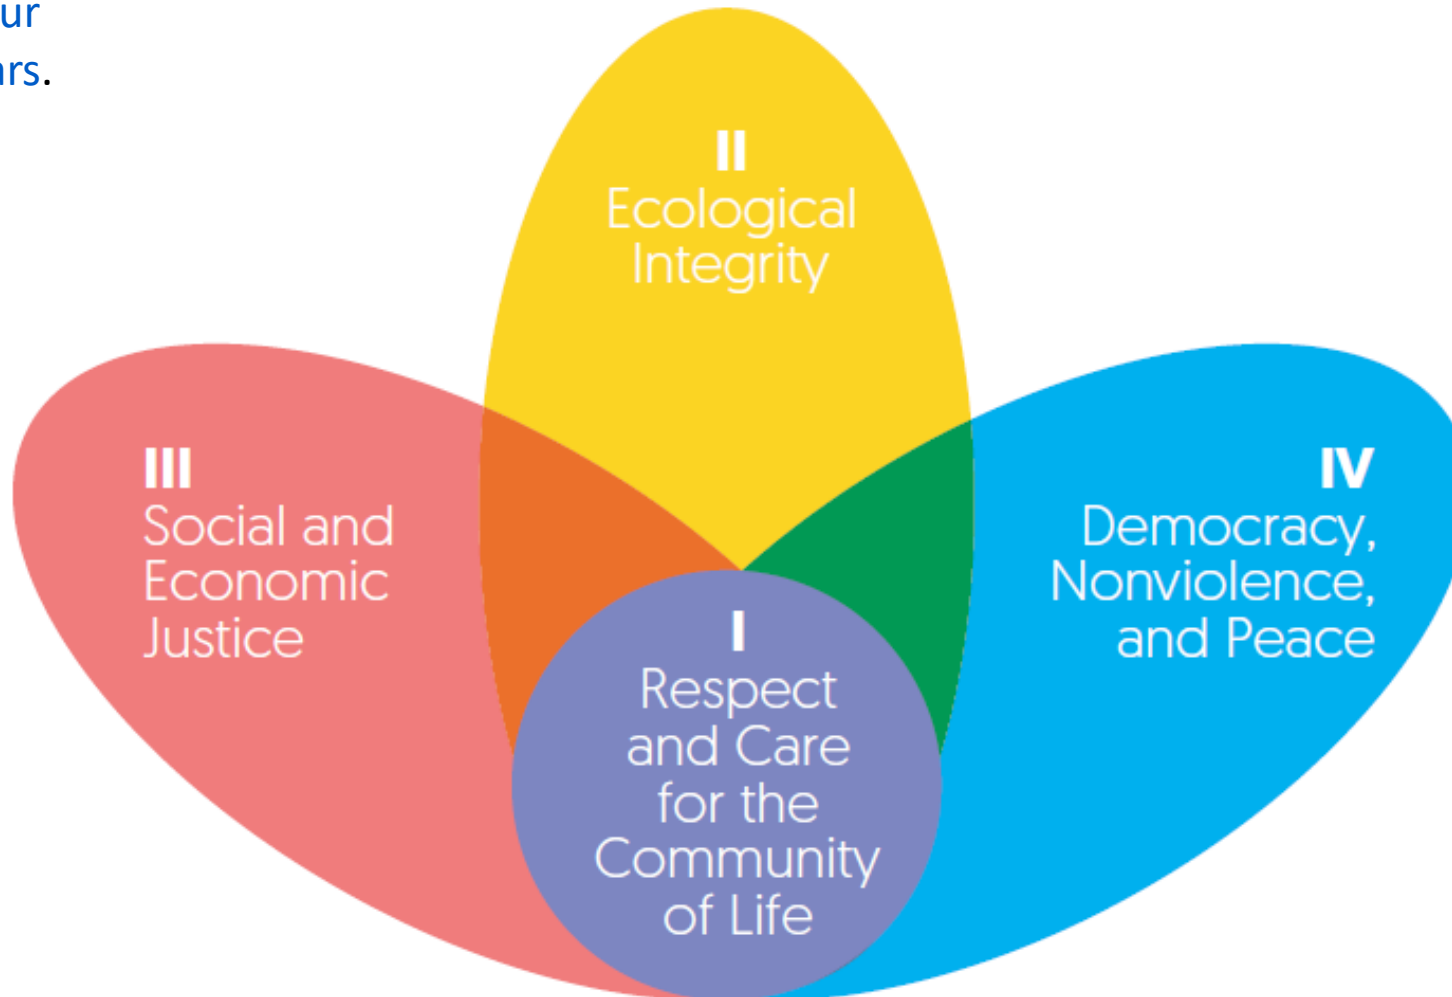 ur
ars.
II
Ecological
Integrity
III
Social and
Economic
Justice
IV
Democracy,
Nonviolence,
and Peace
I
Respect
and Care
for the
Community
of Life